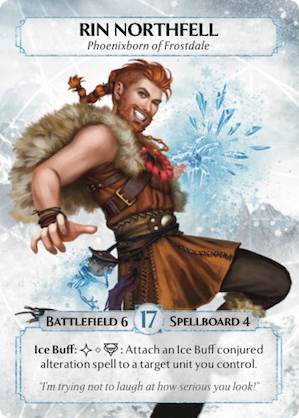 RIN NORTHFELL
Phoenixborn of Frostdale
BATTLEFIELD 6 17 SPELLBOARD 4
Ice Buff: : Attach an Ice Buff conjured
alteration spell to a target unit you control.
"I'm trying not to laugh at how serious you look!"